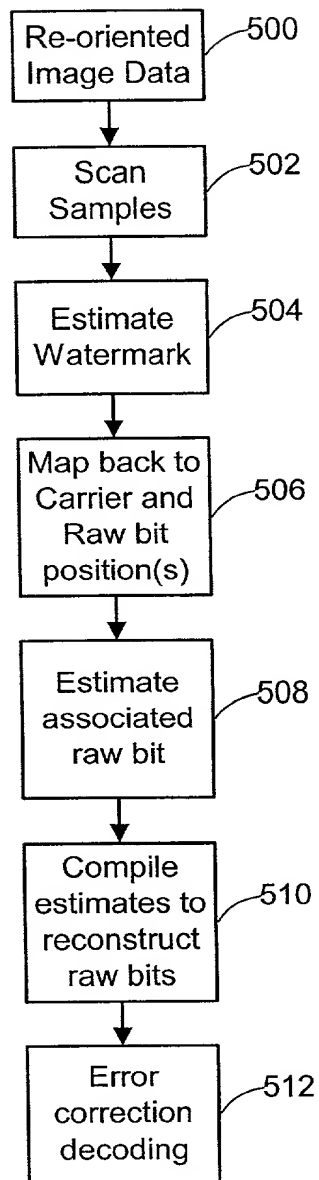 Re-oriented
Image Data
500
Scan
Samples
502
Estimate
Watermark
504
Map back to
Carrier and
Raw bit
position(s)
506
Estimate
associated
raw bit
508
Compile
estimates to
reconstruct
raw bits
510
Error
correction
decoding
512